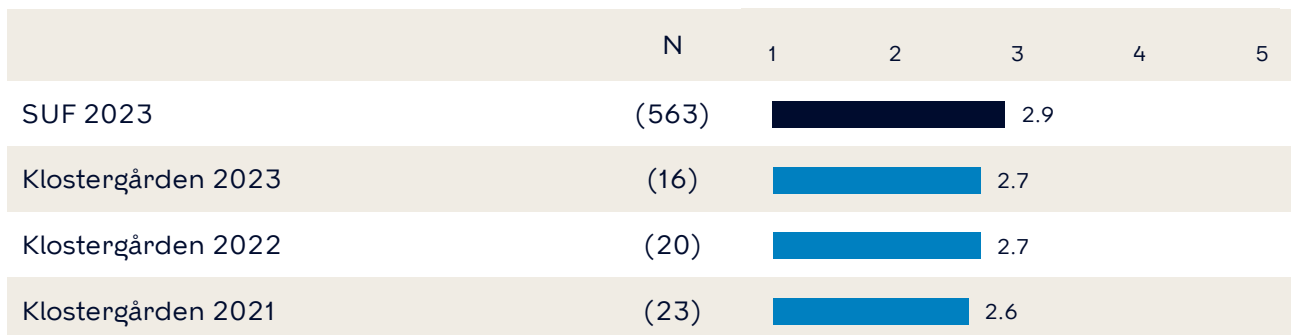 N 1 2 3 4 5
SUF 2023 (563) 2.9
Klostergården 2023 (16) 2.7
Klostergården 2022 (20) 2.7
Klostergården 2021 (23) 2.6